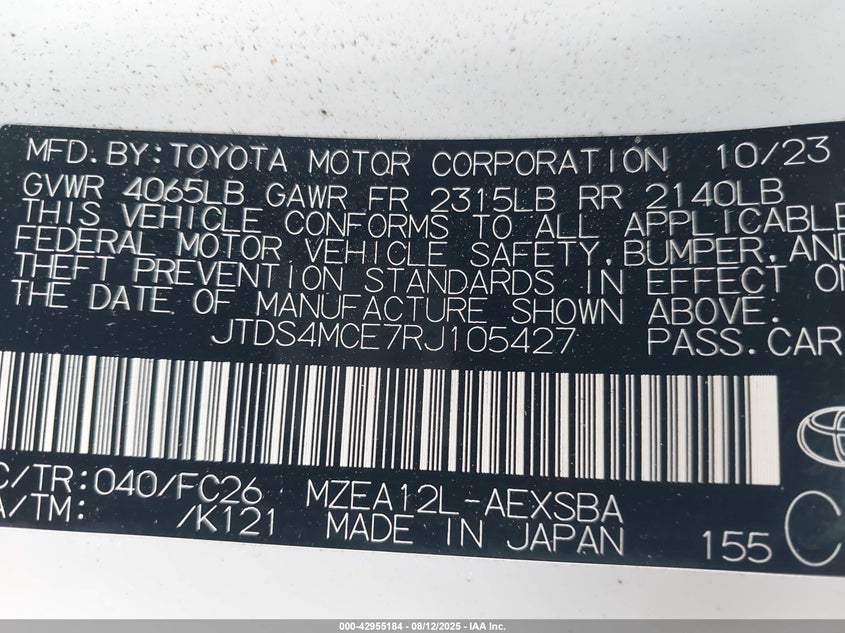 MFD.BY:TOYOTA MOTOR CORPORATION 10/23
GVWR 4065LB GAWR FR 2315LB RR 2140LB
THIS VEHICLE CONFORMS TO ALL APPLICABLE
FEDERAL MOTOR VEHICLE SAFETY,BUMPER,AND
THEFT PREVENTION STANDARDS IN EFFECT ON
THE DATE OF MANUFACTURE SHOWN ABOVE.
JTDS4MCE7RJ105427 PASS.CAR
C/TR:040/FC26 MZEA12L-AEXSBA
A/TM: /K121 MADE IN JAPAN 155 C
000-42955184 - 08/12/2025 - IAA Inc.